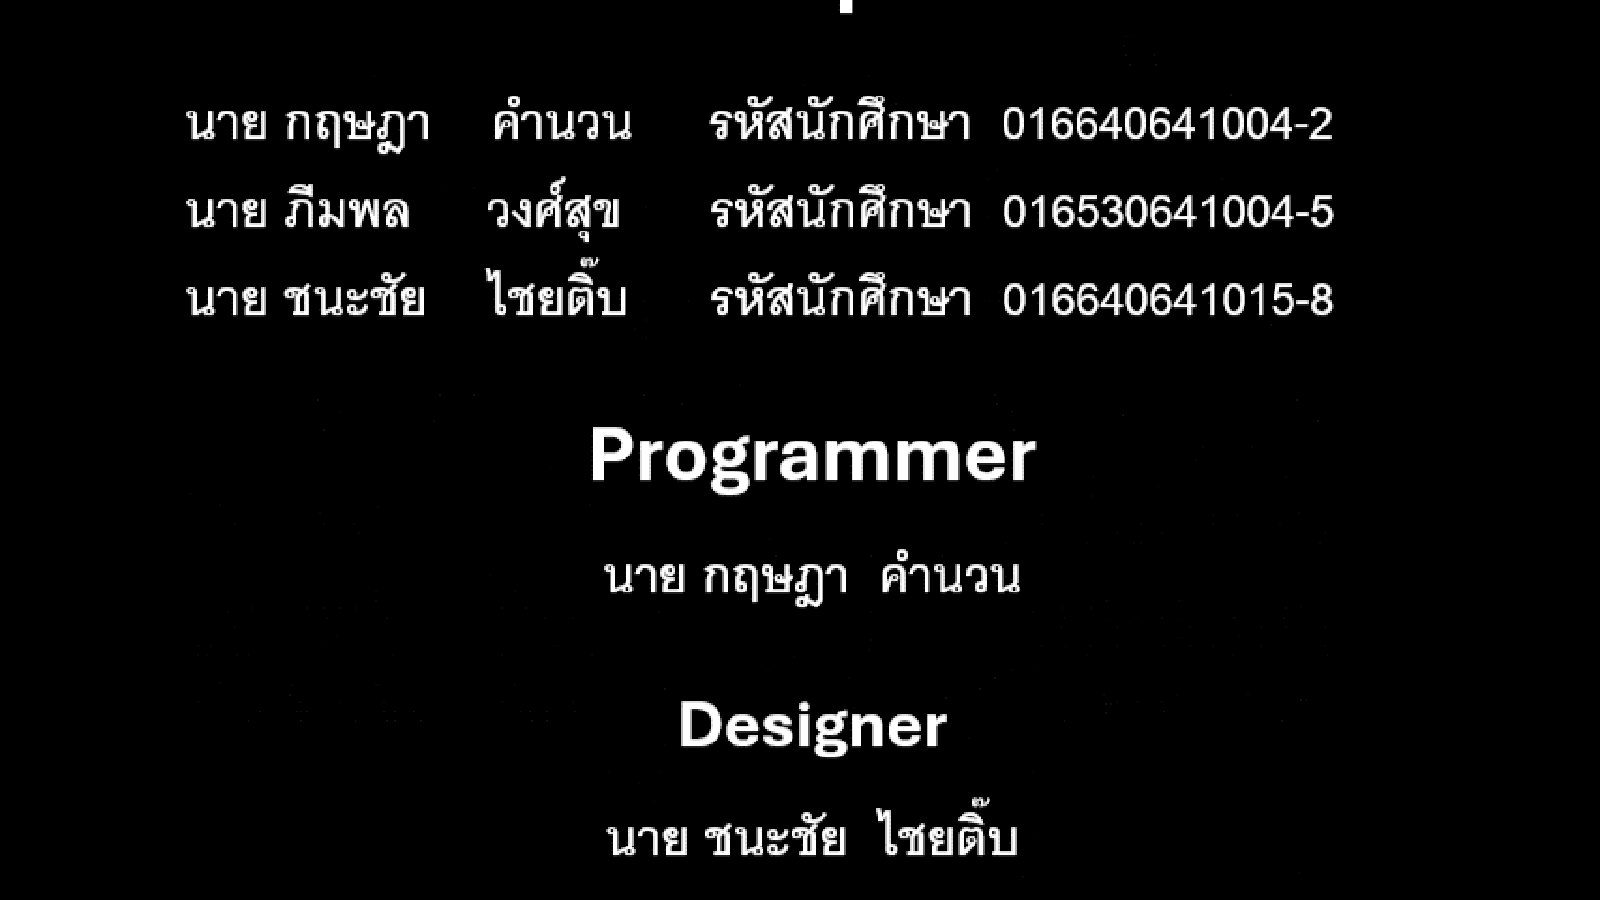 นาย กฤษฎา คำนวน รหัสนักศึกษา 016640641004-2
นาย ภีมพล วงศ์สุข รหัสนักศึกษา 016530641004-5
นาย ชนะชัย ไชยติ๊บ รหัสนักศึกษา 016640641015-8
Programmer
นาย กฤษฎา คำนวน
Designer
นาย ชนะชัย ไชยติ๊บ